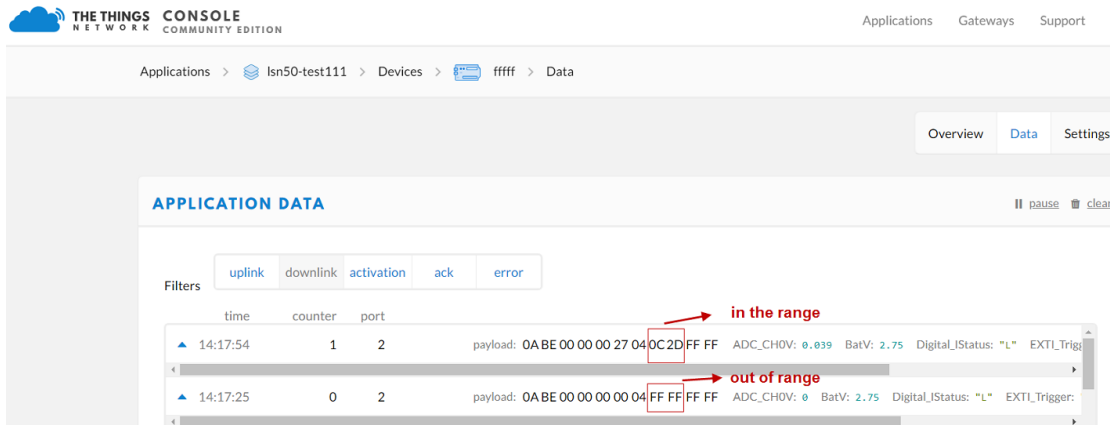 THE THINGS CONSOLE Applications Gateways Support
NETWORK COMMUNITY EDITION
Applications > lsn50-test111 > Devices > fffff > Data
Overview Data Settings
APPLICATION DATA pause clear
Filters uplink downlink activation ack error
time counter port
in the range
14:17:54 1 2 payload: 0A BE 00 00 00 27 04 0C 2D FF FF ADC_CH0V: 0.039 BatV: 2.75 Digital_IStatus: "L" EXTI_Trigg
out of range
14:17:25 0 2 payload: 0A BE 00 00 00 00 04 FF FF FF FF ADC_CH0V: 0 BatV: 2.75 Digital_IStatus: "L" EXTI_Trigger: